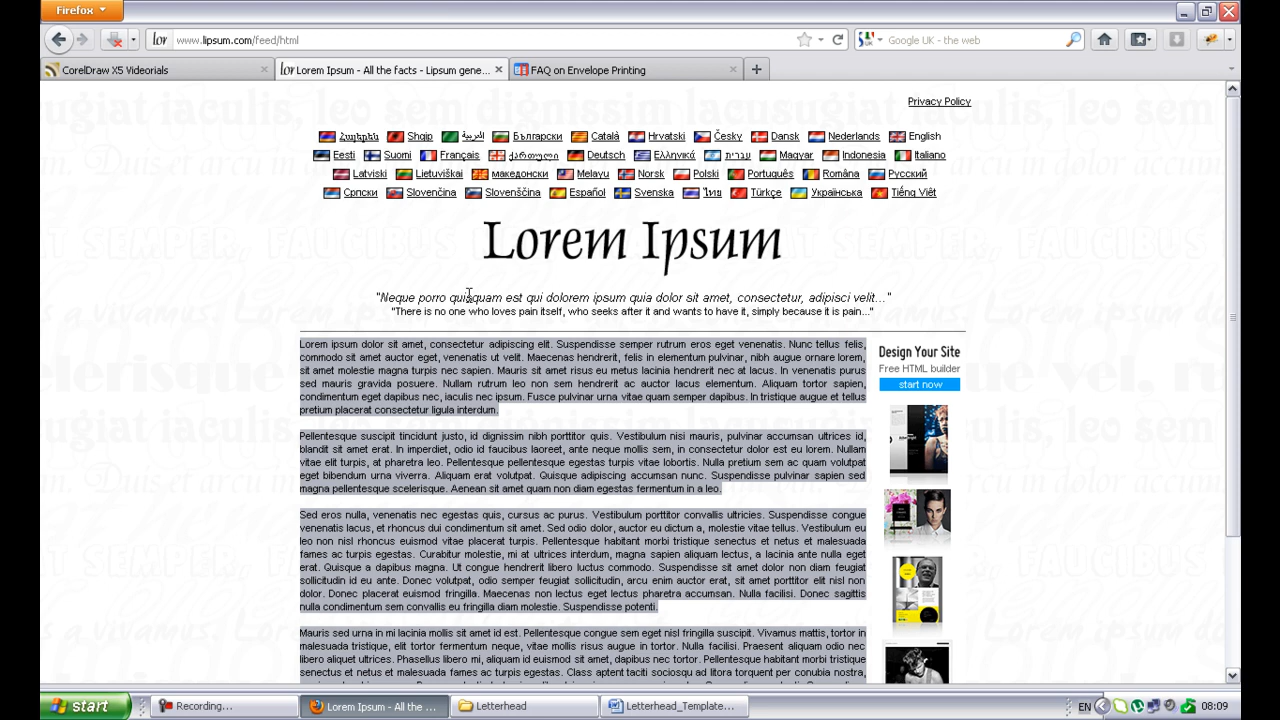 Firefox
www.lipsum.com/feed/html
Google UK - the web
CorelDraw X5 Videorials
Lorem Ipsum - All the facts - Lipsum gene...
FAQ on Envelope Printing
Privacy Policy
Հայերեն Shqip العربية Български Català Hrvatski Česky Dansk Nederlands English
Eesti Suomi Français ქართული Deutsch Ελληνικά עברית Magyar Indonesia Italiano
Latviski Lietuviškai македонски Melayu Norsk Polski Português Româna Русский
Српски Slovenčina Slovenščina Español Svenska ไทย Türkçe Українська Tiếng Việt
Lorem Ipsum
"Neque porro quisquam est qui dolorem ipsum quia dolor sit amet, consectetur, adipisci velit..."
"There is no one who loves pain itself, who seeks after it and wants to have it, simply because it is pain..."
Lorem ipsum dolor sit amet, consectetur adipiscing elit. Suspendisse semper rutrum eros eget venenatis. Nunc tellus felis,
commodo sit amet auctor eget, venenatis ut velit. Maecenas hendrerit, felis in elementum pulvinar, nibh augue ornare lorem,
sit amet molestie magna turpis nec sapien. Mauris sit amet risus eu metus lacinia hendrerit nec at lacus. In venenatis purus
sed mauris gravida posuere. Nullam rutrum leo non sem hendrerit ac auctor lacus elementum. Aliquam tortor sapien,
condimentum eget dapibus nec, iaculis nec ipsum. Fusce pulvinar urna vitae quam semper dapibus. In tristique augue et tellus
pretium placerat consectetur ligula interdum.
Pellentesque suscipit tincidunt justo, id dignissim nibh porttitor quis. Vestibulum nisi mauris, pulvinar accumsan ultrices id,
blandit sit amet erat. In imperdiet, odio id faucibus laoreet, ante neque mollis sem, in consectetur dolor est eu lorem. Nullam
vitae elit turpis, at pharetra leo. Pellentesque pellentesque egestas turpis vitae lobortis. Nulla pretium sem ac quam volutpat
eget bibendum urna viverra. Aliquam erat volutpat. Quisque adipiscing accumsan nunc. Suspendisse pulvinar sapien sed
magna pellentesque scelerisque. Aenean sit amet quam non diam egestas fermentum in a leo.
Sed eros nulla, venenatis nec egestas quis, cursus ac purus. Vestibulum porttitor convallis ultricies. Suspendisse congue
venenatis lacus, et rhoncus dui condimentum sit amet. Sed odio dolor, auctor eu dictum a, molestie vitae tellus. Vestibulum eu
leo non nisl rhoncus euismod vitae placerat turpis. Pellentesque habitant morbi tristique senectus et netus et malesuada
fames ac turpis egestas. Curabitur molestie, mi at ultrices interdum, magna sapien aliquam lectus, a lacinia ante nulla eget
erat. Quisque a dapibus magna. Ut congue hendrerit libero luctus commodo. Suspendisse sit amet nunc non diam feugiat
sollicitudin id eu ante. Donec volutpat, odio semper feugiat sollicitudin, arcu enim auctor erat, sit amet porttitor elit nisl non
dolor. Donec placerat euismod fringilla. Maecenas non lectus eget lectus pharetra accumsan. Nulla facilisi. Donec sagittis
nulla condimentum sem convallis eu fringilla diam molestie. Suspendisse potenti.
Mauris sed urna in mi lacinia mollis sit amet id est. Pellentesque congue sem eget nisl fringilla suscipit. Vivamus mattis, tortor in
malesuada tristique, elit tortor fermentum neque, vitae mollis risus augue in tortor. Nulla facilisi. Praesent aliquam odio nec
libero aliquet ultrices. Phasellus libero mi, aliquam id euismod sit amet, dapibus nec tortor. Pellentesque habitant morbi tristique
senectus et netus et malesuada fames ac turpis egestas. Class aptent taciti sociosqu ad litora torquent per conubia nostra,
Design Your Site
Free HTML builder
start now
start
Recording...
Lorem Ipsum - All the ...
Letterhead
Letterhead_Template...
EN
08:09